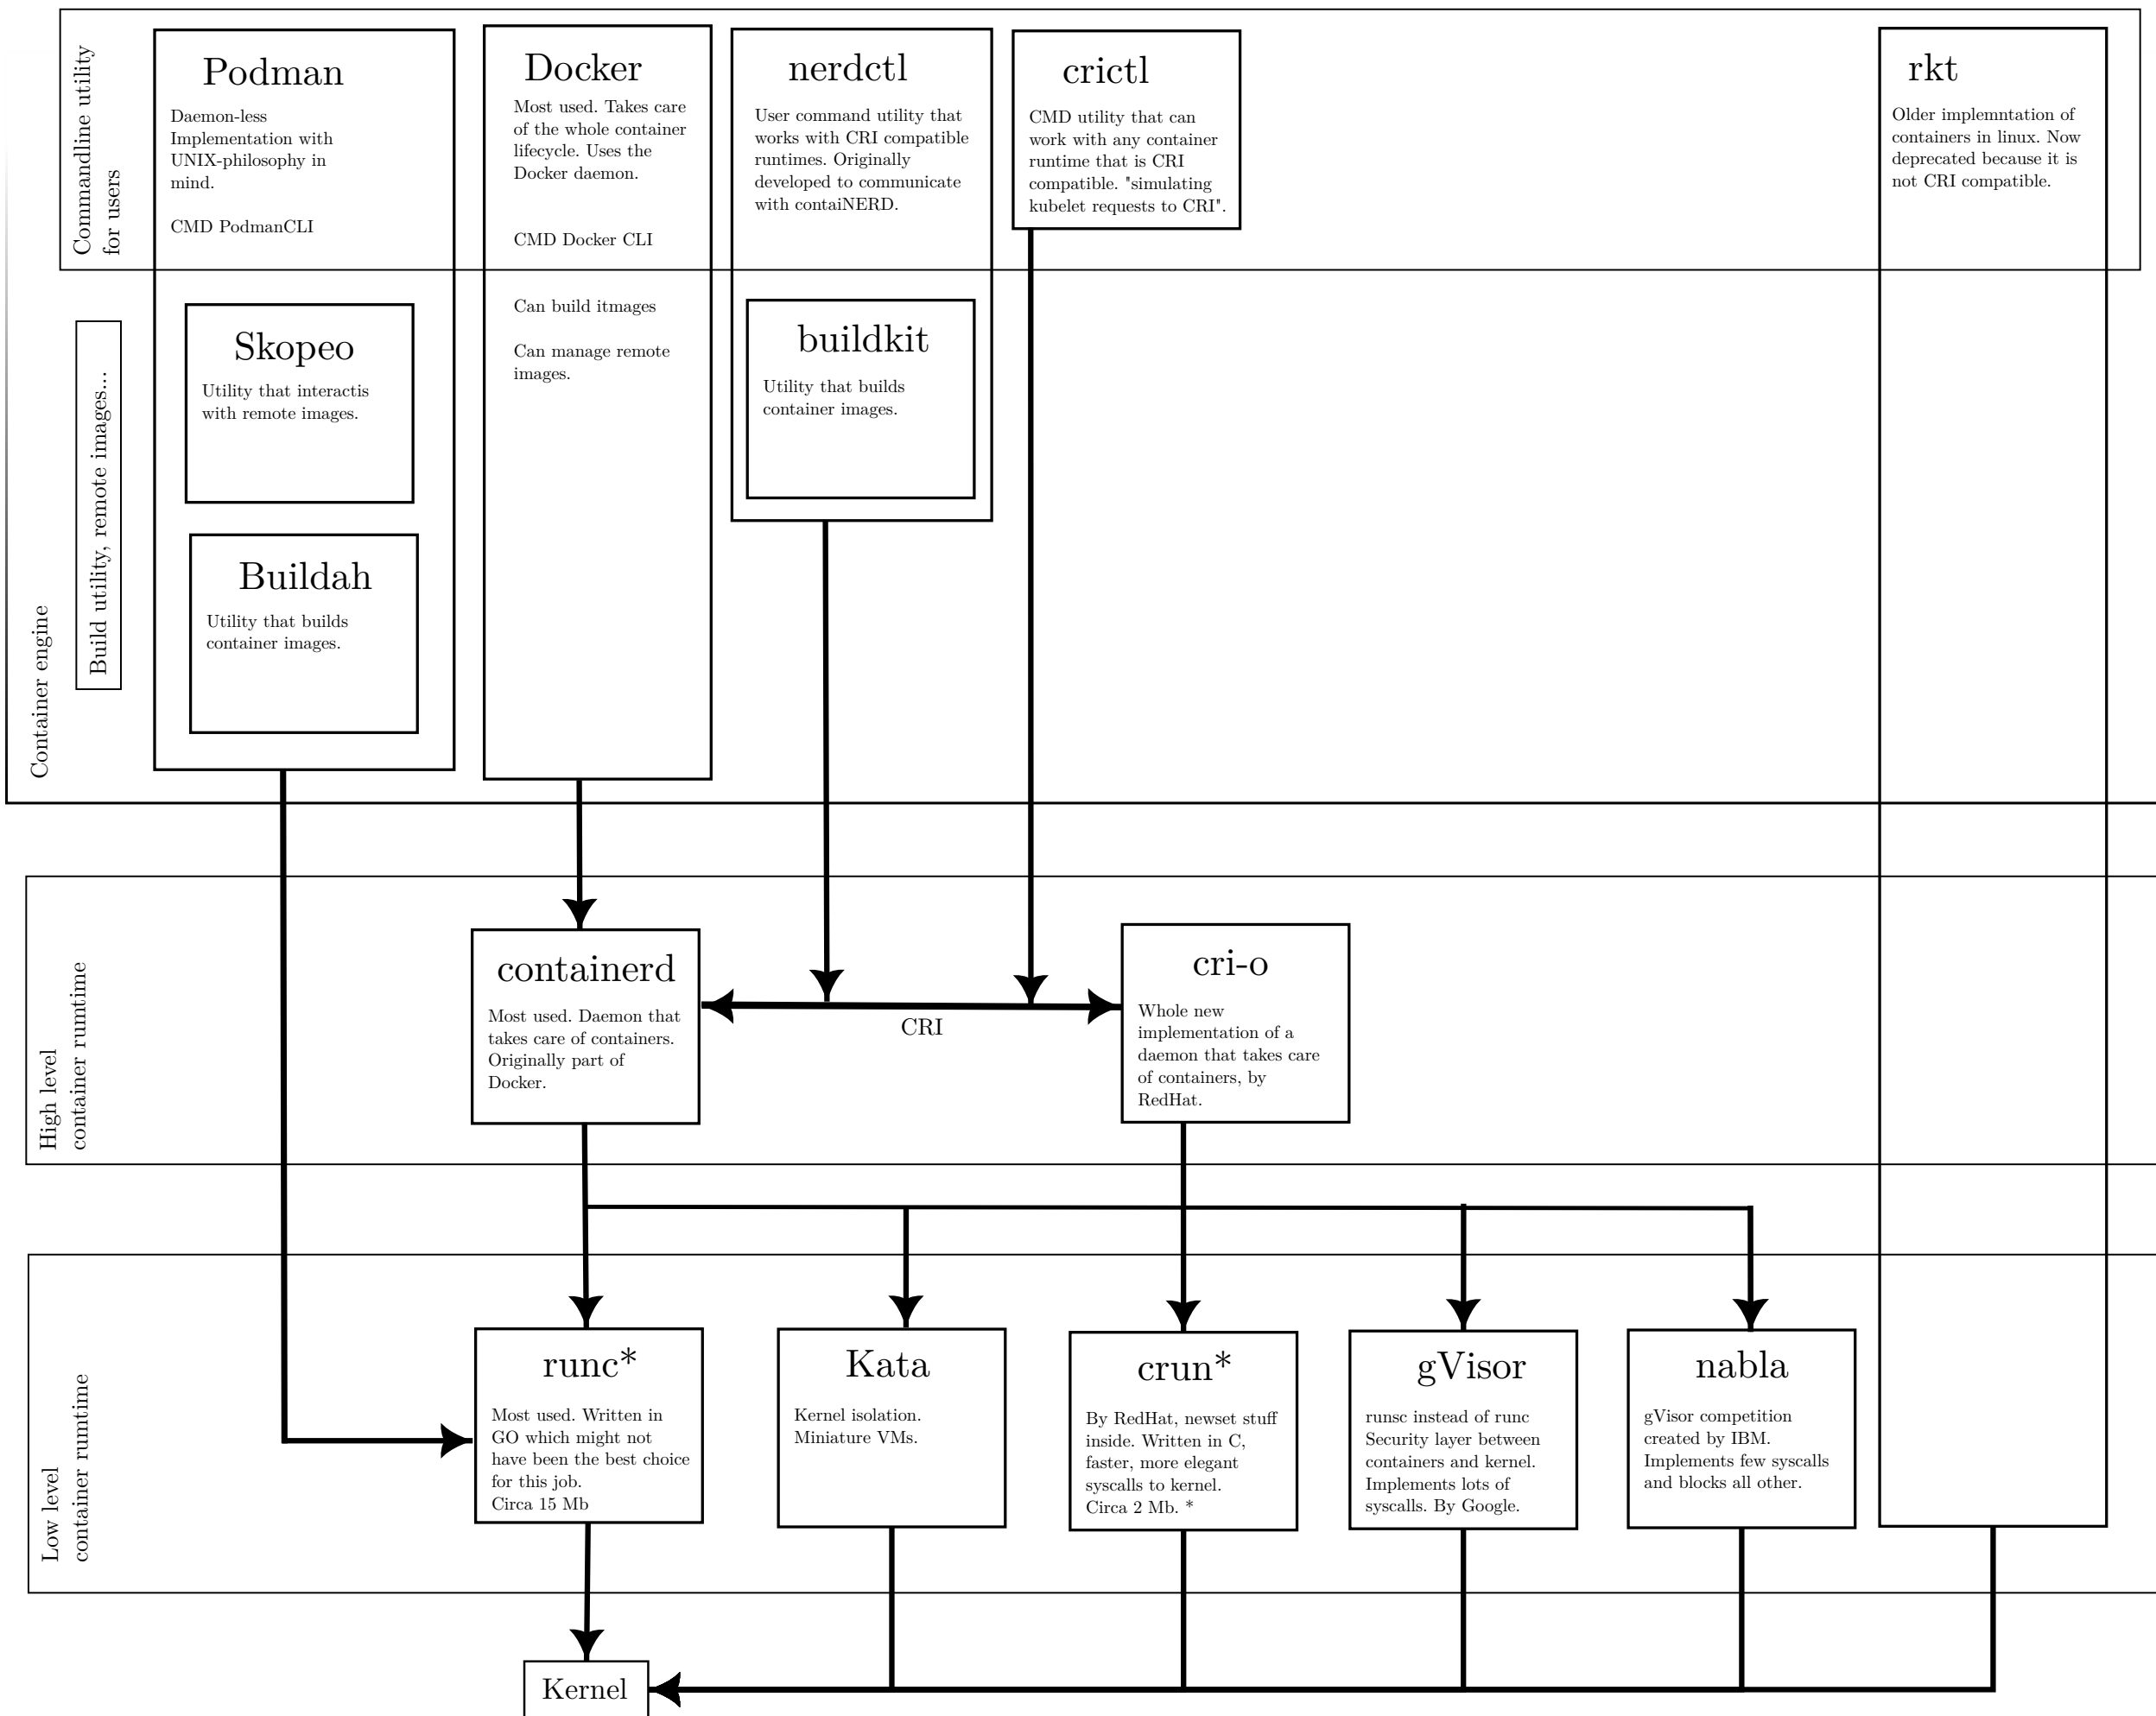 Commandline utility
for users
Podman
Daemon-less
Implementation with
UNIX-philosophy in
mind.
CMD PodmanCLI
Docker
Most used. Takes care
of the whole container
lifecycle. Uses the
Docker daemon.
CMD Docker CLI
Can build itmages
Can manage remote
images.
nerdctl
User command utility that
works with CRI compatible
runtimes. Originally
developed to communicate
with contaiNERD.
crictl
CMD utility that can
work with any container
runtime that is CRI
compatible. "simulating
kubelet requests to CRI".
rkt
Older implemntation of
containers in linux. Now
deprecated because it is
not CRI compatible.
Container engine
Build utility, remote images...
Skopeo
Utility that interactis
with remote images.
Buildah
Utility that builds
container images.
buildkit
Utility that builds
container images.
High level
container rumtime
containerd
Most used. Daemon that
takes care of containers.
Originally part of
Docker.
CRI
cri-o
Whole new
implementation of a
daemon that takes care
of containers, by
RedHat.
Low level
container rumtime
runc*
Most used. Written in
GO which might not
have been the best choice
for this job.
Circa 15 Mb
Kata
Kernel isolation.
Miniature VMs.
crun*
By RedHat, newset stuff
inside. Written in C,
faster, more elegant
syscalls to kernel.
Circa 2 Mb. *
gVisor
runsc instead of runc
Security layer between
containers and kernel.
Implements lots of
syscalls. By Google.
nabla
gVisor competition
created by IBM.
Implements few syscalls
and blocks all other.
Kernel